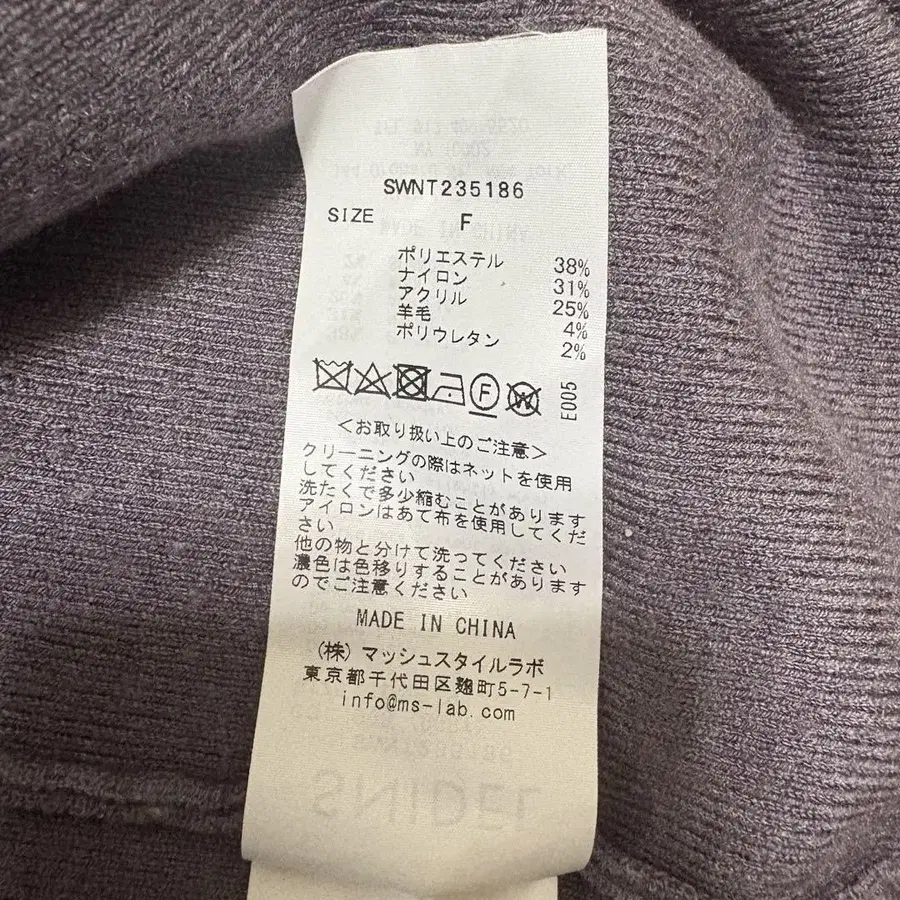 SWNT235186
SIZE F
ポリエステル 38%
ナイロン 31%
アクリル 25%
羊毛 4%
ポリウレタン 2%
F W E005
＜お取り扱い上のご注意＞
クリーニングの際はネットを使用
してください
洗たくで多少縮むことがあります
アイロンはあて布を使用してくだ
さい
他の物と分けて洗ってください
濃色は色移りすることがあります
のでご注意ください
MADE IN CHINA
(株) マッシュスタイルラボ
東京都千代田区麹町5-7-1
info@ms-lab.com
SNIDEL